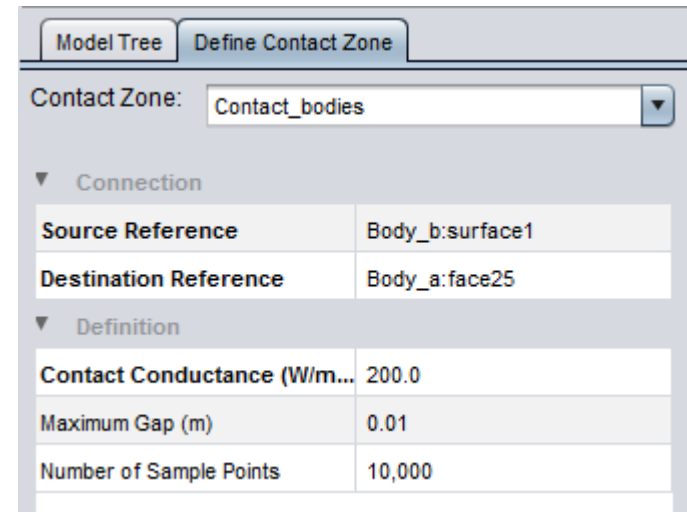 Model Tree Define Contact Zone
Contact Zone: Contact_bodies
Connection
Source Reference Body_b:surface1
Destination Reference Body_a:face25
Definition
Contact Conductance (W/m... 200.0
Maximum Gap (m) 0.01
Number of Sample Points 10,000